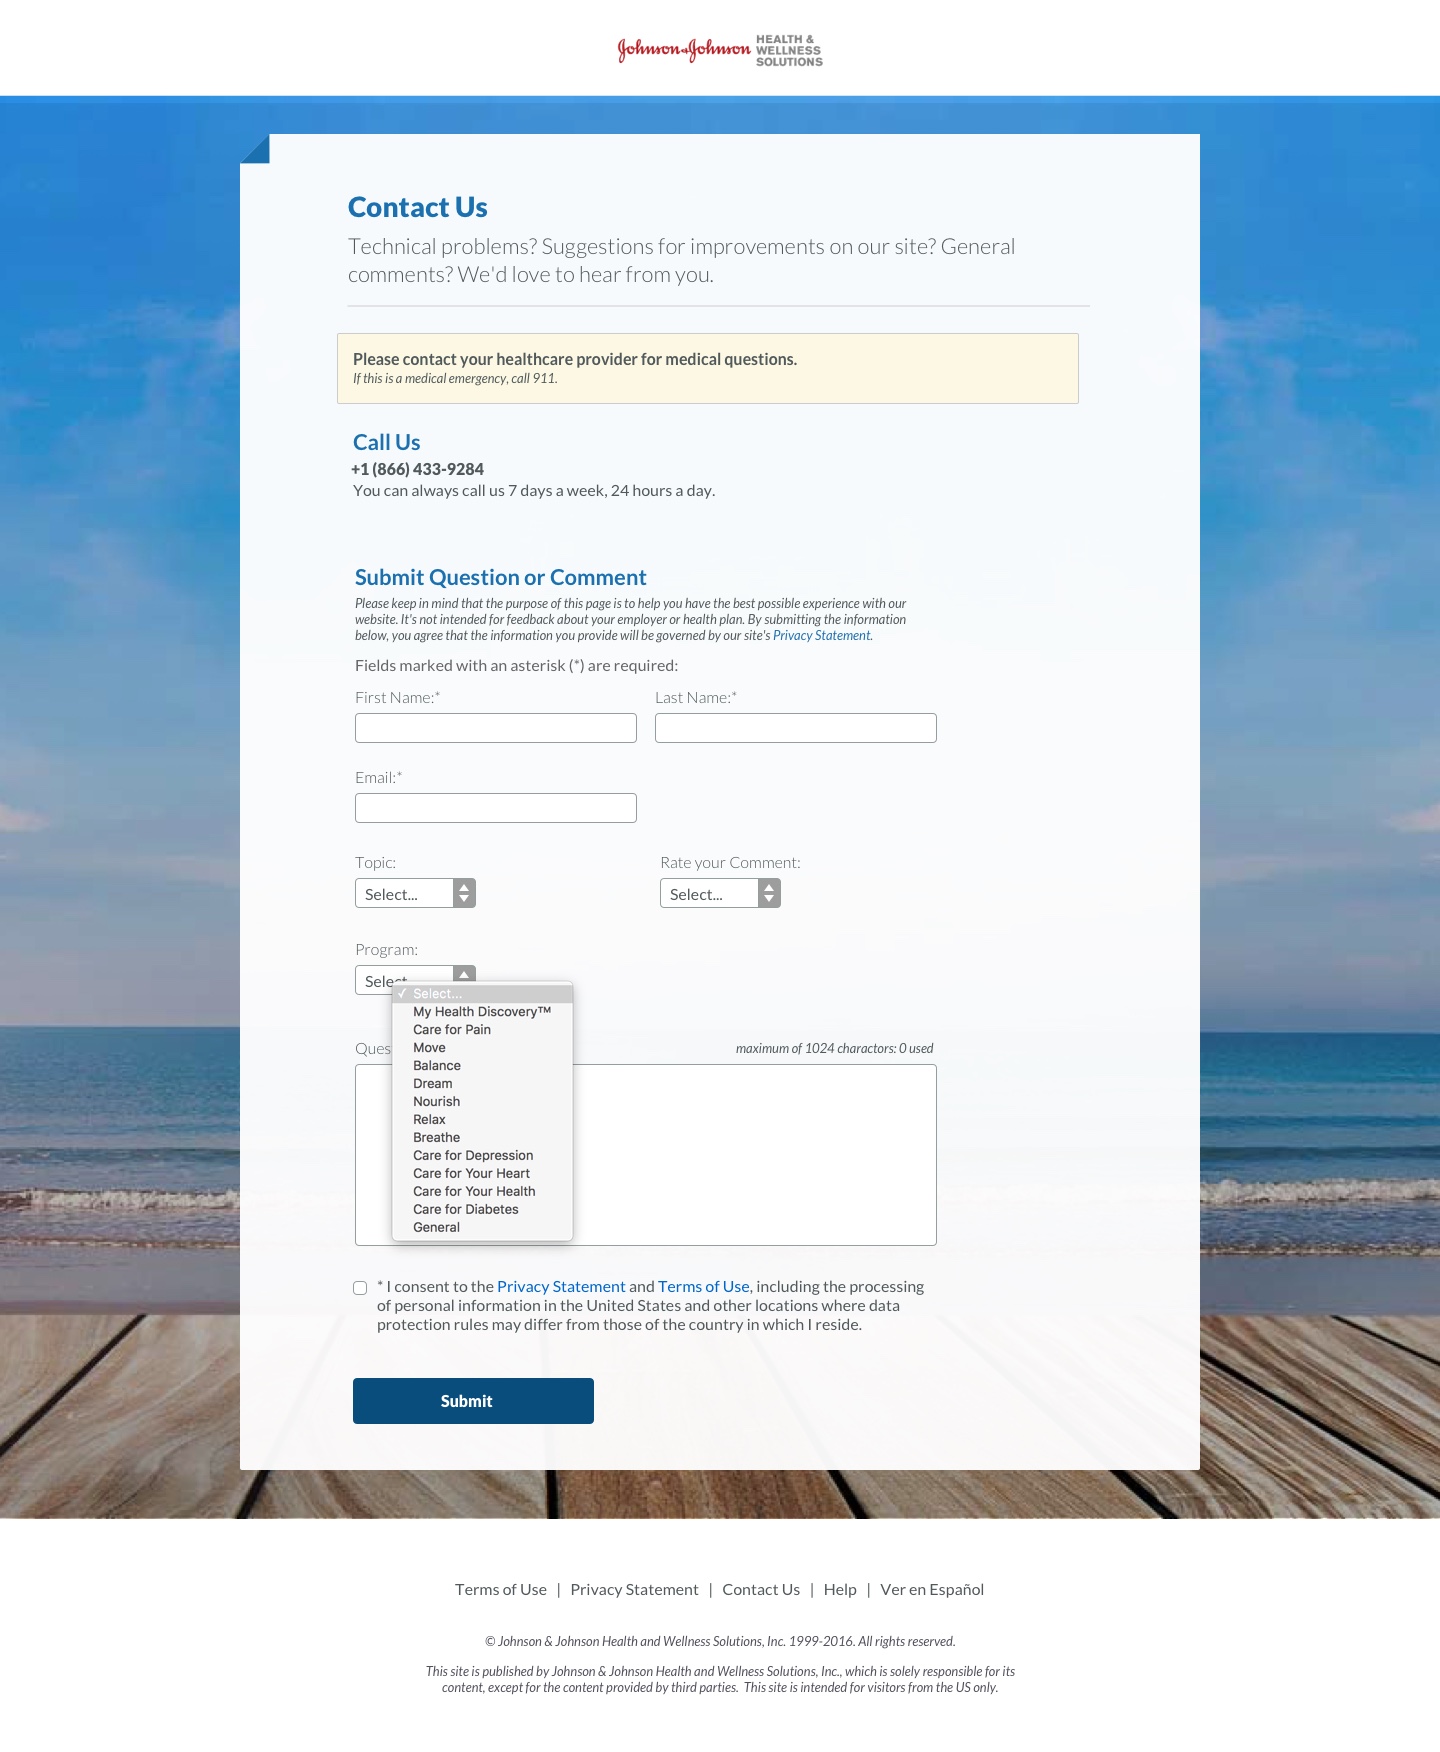 Johnson & Johnson HEALTH &
WELLNESS
SOLUTIONS
Contact Us
Technical problems? Suggestions for improvements on our site? General
comments? We'd love to hear from you.
Please contact your healthcare provider for medical questions.
If this is a medical emergency, call 911.
Call Us
+1 (866) 433-9284
You can always call us 7 days a week, 24 hours a day.
Submit Question or Comment
Please keep in mind that the purpose of this page is to help you have the best possible experience with our
website. It's not intended for feedback about your employer or health plan. By submitting the information
below, you agree that the information you provide will be governed by our site's Privacy Statement.
Fields marked with an asterisk (*) are required:
First Name:* Last Name:*
Email:*
Topic: Rate your Comment:
Select... Select...
Program:
Select...
✓ Select...
My Health Discovery™
Care for Pain
Move
Ques maximum of 1024 charactors: 0 used
Balance
Dream
Nourish
Relax
Breathe
Care for Depression
Care for Your Heart
Care for Your Health
Care for Diabetes
General
* I consent to the Privacy Statement and Terms of Use, including the processing
of personal information in the United States and other locations where data
protection rules may differ from those of the country in which I reside.
Submit
Terms of Use | Privacy Statement | Contact Us | Help | Ver en Español
© Johnson & Johnson Health and Wellness Solutions, Inc. 1999-2016. All rights reserved.
This site is published by Johnson & Johnson Health and Wellness Solutions, Inc., which is solely responsible for its
content, except for the content provided by third parties. This site is intended for visitors from the US only.